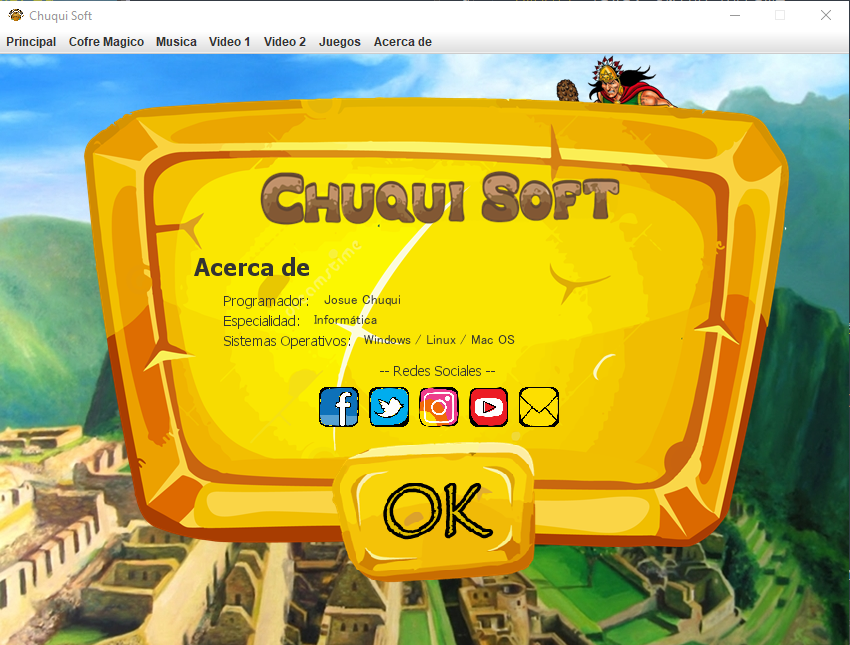 Chuqui Soft
Principal Cofre Magico Musica Video 1 Video 2 Juegos Acerca de
CHUQUI SOFT
Acerca de
Programador: Josue Chuqui
Especialidad: Informática
Sistemas Operativos: Windows / Linux / Mac OS
-- Redes Sociales --
OK